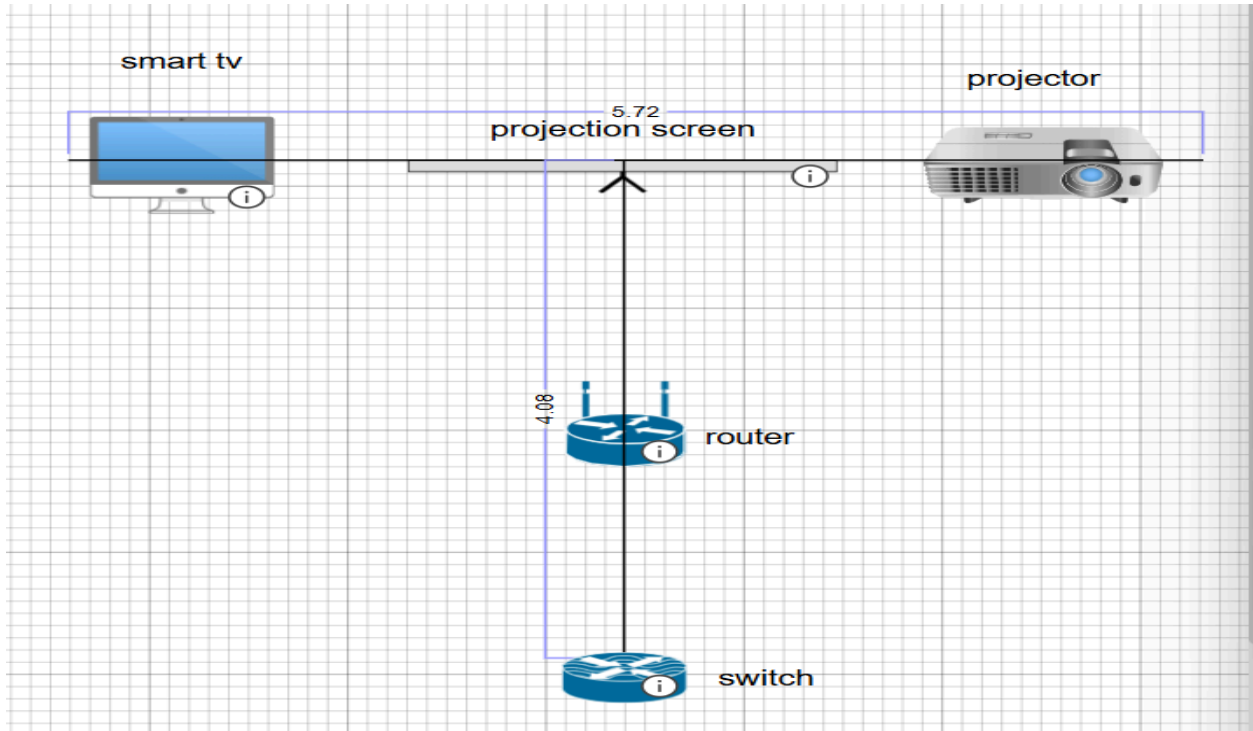 smart tv
projector
5.72
projection screen
i
i
4.08
router
i
switch
i